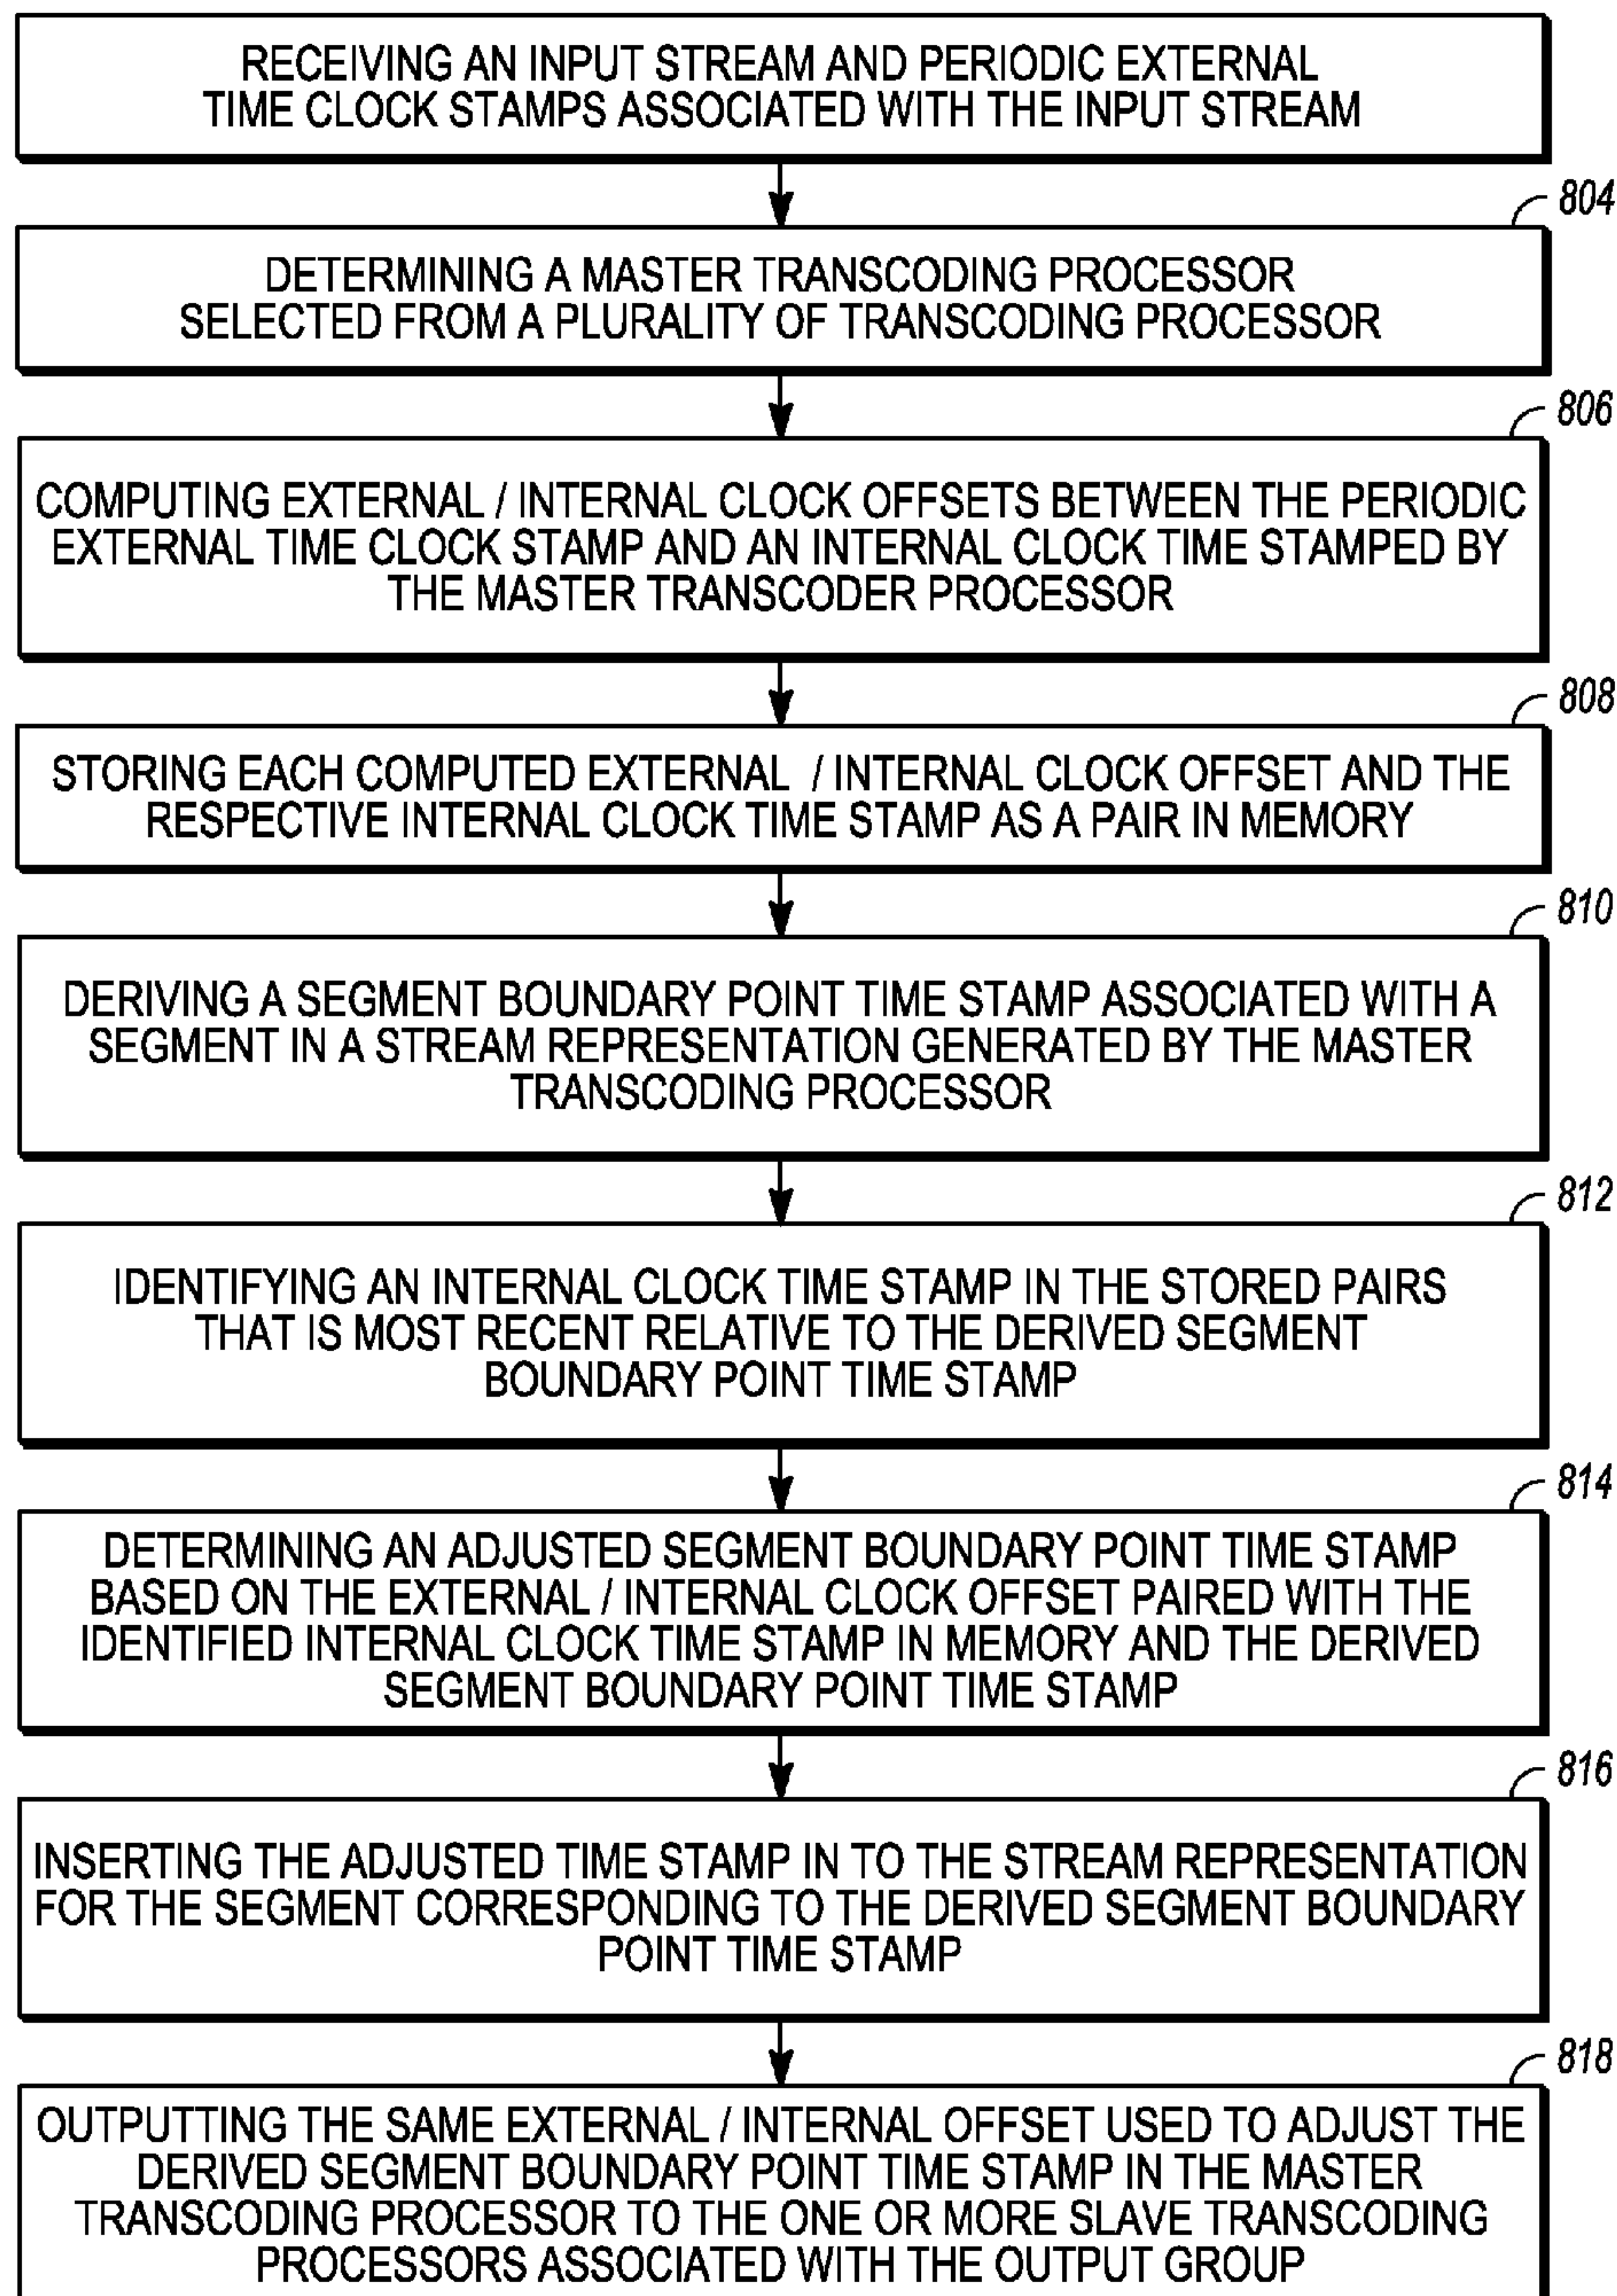 RECEIVING AN INPUT STREAM AND PERIODIC EXTERNAL
TIME CLOCK STAMPS ASSOCIATED WITH THE INPUT STREAM
804
DETERMINING A MASTER TRANSCODING PROCESSOR
SELECTED FROM A PLURALITY OF TRANSCODING PROCESSOR
806
COMPUTING EXTERNAL / INTERNAL CLOCK OFFSETS BETWEEN THE PERIODIC
EXTERNAL TIME CLOCK STAMP AND AN INTERNAL CLOCK TIME STAMPED BY
THE MASTER TRANSCODER PROCESSOR
808
STORING EACH COMPUTED EXTERNAL / INTERNAL CLOCK OFFSET AND THE
RESPECTIVE INTERNAL CLOCK TIME STAMP AS A PAIR IN MEMORY
810
DERIVING A SEGMENT BOUNDARY POINT TIME STAMP ASSOCIATED WITH A
SEGMENT IN A STREAM REPRESENTATION GENERATED BY THE MASTER
TRANSCODING PROCESSOR
812
IDENTIFYING AN INTERNAL CLOCK TIME STAMP IN THE STORED PAIRS
THAT IS MOST RECENT RELATIVE TO THE DERIVED SEGMENT
BOUNDARY POINT TIME STAMP
814
DETERMINING AN ADJUSTED SEGMENT BOUNDARY POINT TIME STAMP
BASED ON THE EXTERNAL / INTERNAL CLOCK OFFSET PAIRED WITH THE
IDENTIFIED INTERNAL CLOCK TIME STAMP IN MEMORY AND THE DERIVED
SEGMENT BOUNDARY POINT TIME STAMP
816
INSERTING THE ADJUSTED TIME STAMP IN TO THE STREAM REPRESENTATION
FOR THE SEGMENT CORRESPONDING TO THE DERIVED SEGMENT BOUNDARY
POINT TIME STAMP
818
OUTPUTTING THE SAME EXTERNAL / INTERNAL OFFSET USED TO ADJUST THE
DERIVED SEGMENT BOUNDARY POINT TIME STAMP IN THE MASTER
TRANSCODING PROCESSOR TO THE ONE OR MORE SLAVE TRANSCODING
PROCESSORS ASSOCIATED WITH THE OUTPUT GROUP